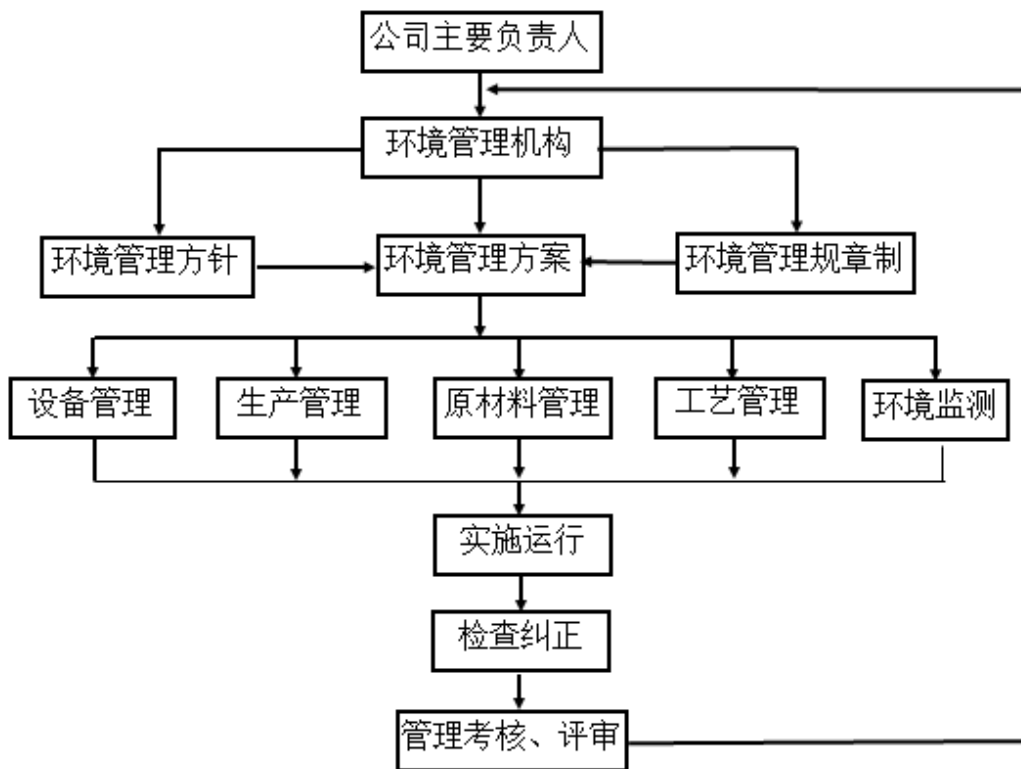 公司主要负责人
环境管理机构
环境管理方针
环境管理方案
环境管理规章制
设备管理
生产管理
原材料管理
工艺管理
环境监测
实施运行
检查纠正
管理考核、评审